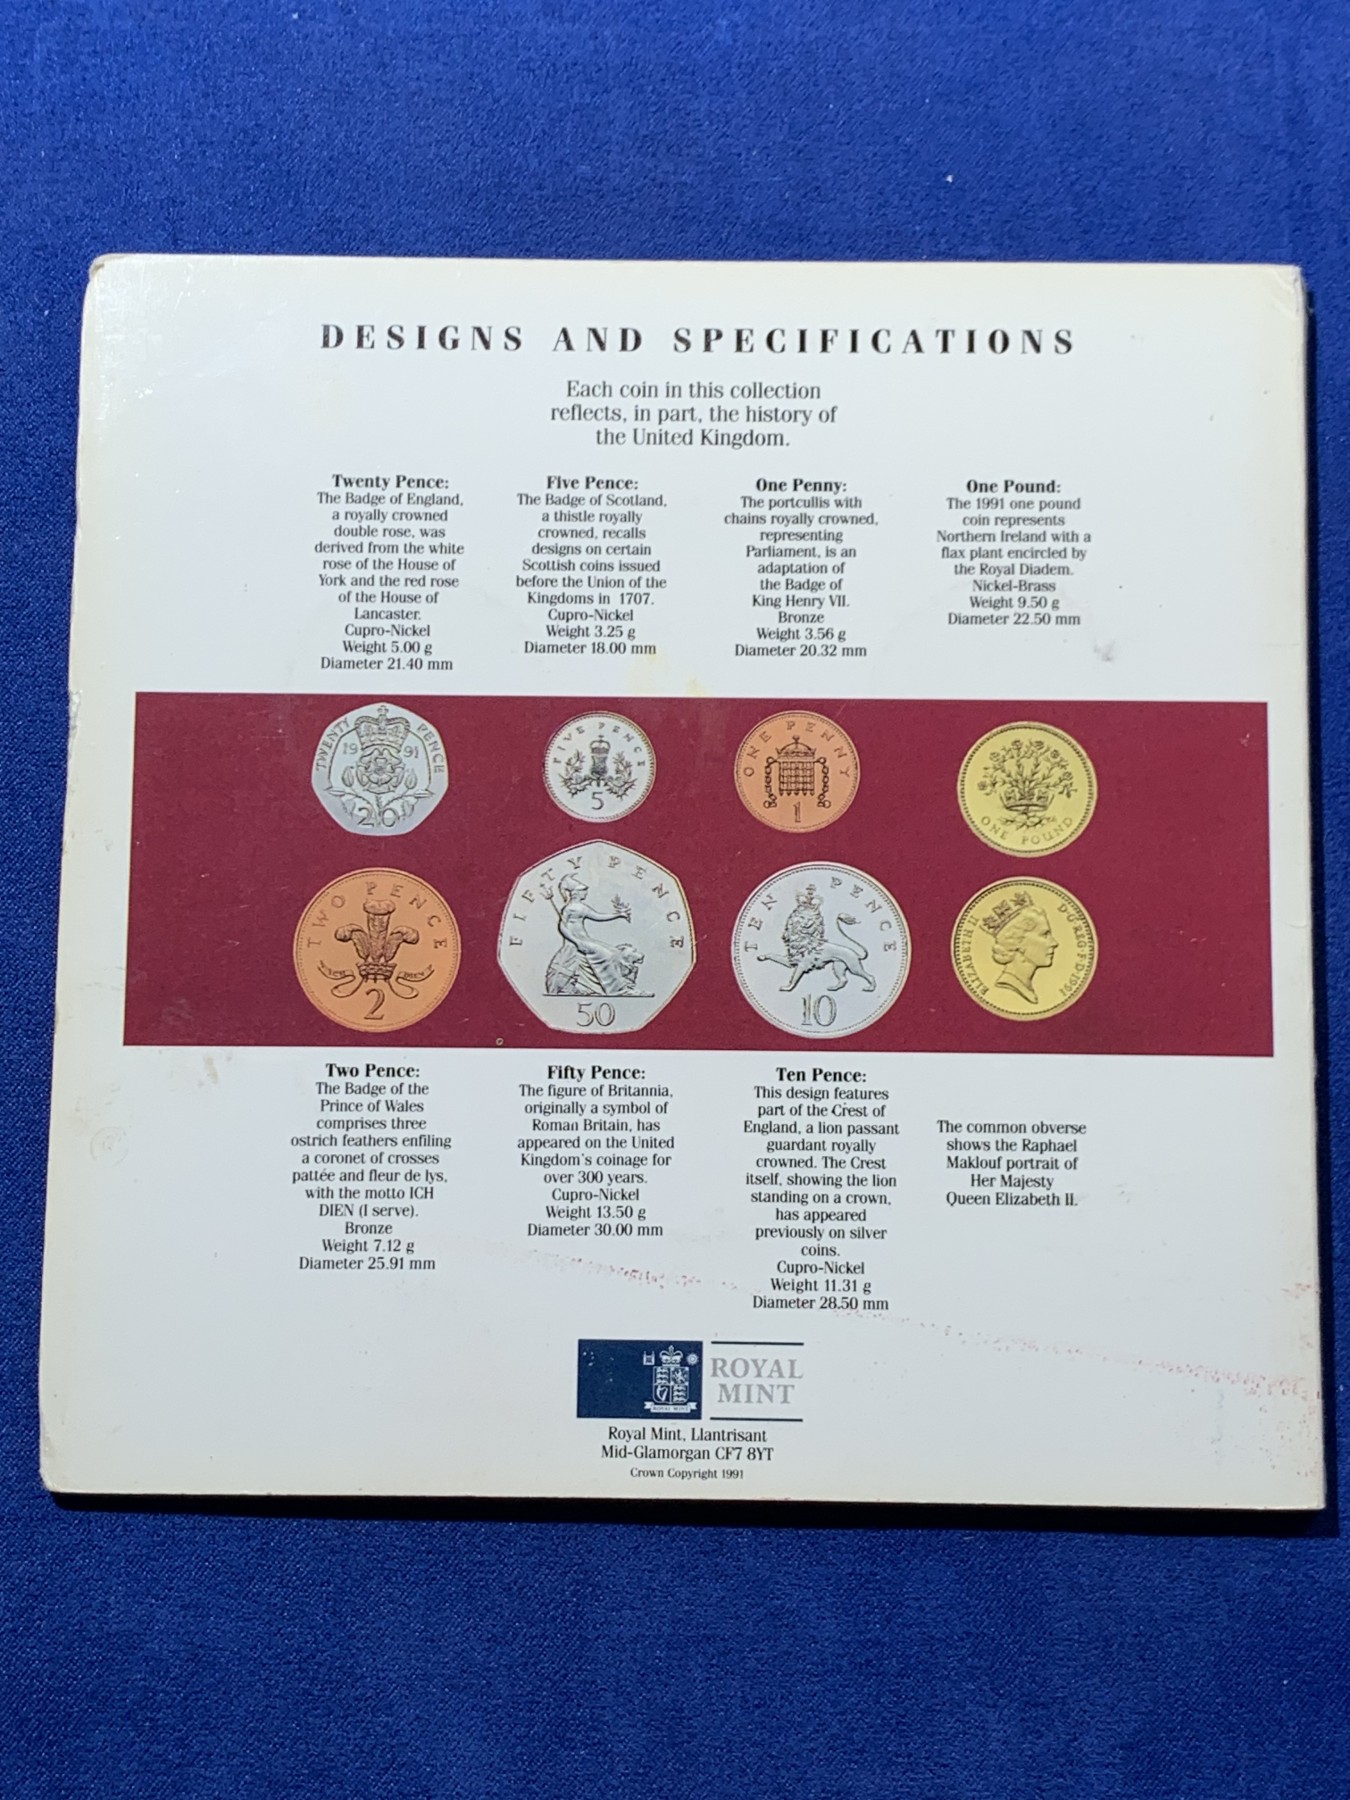 DESIGNS AND SPECIFICATIONS
Each coin in this collection
reflects, in part, the history of
the United Kingdom.
Twenty Pence:
The Badge of England,
a royally crowned
double rose, was
derived from the white
rose of the House of
York and the red rose
of the House of
Lancaster.
Cupro-Nickel
Weight 5.00 g
Diameter 21.40 mm
Five Pence:
The Badge of Scotland,
a thistle royally
crowned, recalls
designs on certain
Scottish coins issued
before the Union of the
Kingdoms in 1707.
Cupro-Nickel
Weight 3.25 g
Diameter 18.00 mm
One Penny:
The portcullis with
chains royally crowned,
representing
Parliament, is an
adaptation of
the Badge of
King Henry VII.
Bronze
Weight 3.56 g
Diameter 20.32 mm
One Pound:
The 1991 one pound
coin represents
Northern Ireland with a
flax plant encircled by
the Royal Diadem.
Nickel-Brass
Weight 9.50 g
Diameter 22.50 mm
TWENTY PENCE
1991
20
FIVE PENCE
5
ONE PENNY
1
ONE POUND
TWO PENCE
2
FIFTY PENCE
50
TEN PENCE
10
ELIZABETH II D·G·REG·F·D·1991
Two Pence:
The Badge of the
Prince of Wales
comprises three
ostrich feathers enfiling
a coronet of crosses
pattée and fleur de lys,
with the motto ICH
DIEN (I serve).
Bronze
Weight 7.12 g
Diameter 25.91 mm
Fifty Pence:
The figure of Britannia,
originally a symbol of
Roman Britain, has
appeared on the United
Kingdom's coinage for
over 300 years.
Cupro-Nickel
Weight 13.50 g
Diameter 30.00 mm
Ten Pence:
This design features
part of the Crest of
England, a lion passant
guardant royally
crowned. The Crest
itself, showing the lion
standing on a crown,
has appeared
previously on silver
coins.
Cupro-Nickel
Weight 11.31 g
Diameter 28.50 mm
The common obverse
shows the Raphael
Maklouf portrait of
Her Majesty
Queen Elizabeth II.
ROYAL MINT
ROYAL
MINT
Royal Mint, Llantrisant
Mid-Glamorgan CF7 8YT
Crown Copyright 1991